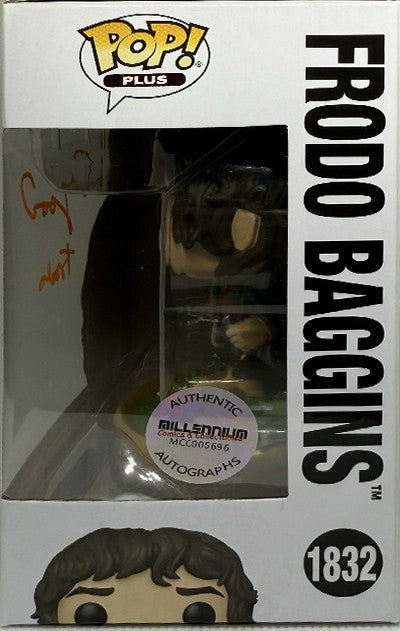 POP!
PLUS
FRODO BAGGINS™
AUTHENTIC
MILLENNIUM
Comics & Collectibles
MCC005696
AUTOGRAPHS
1832